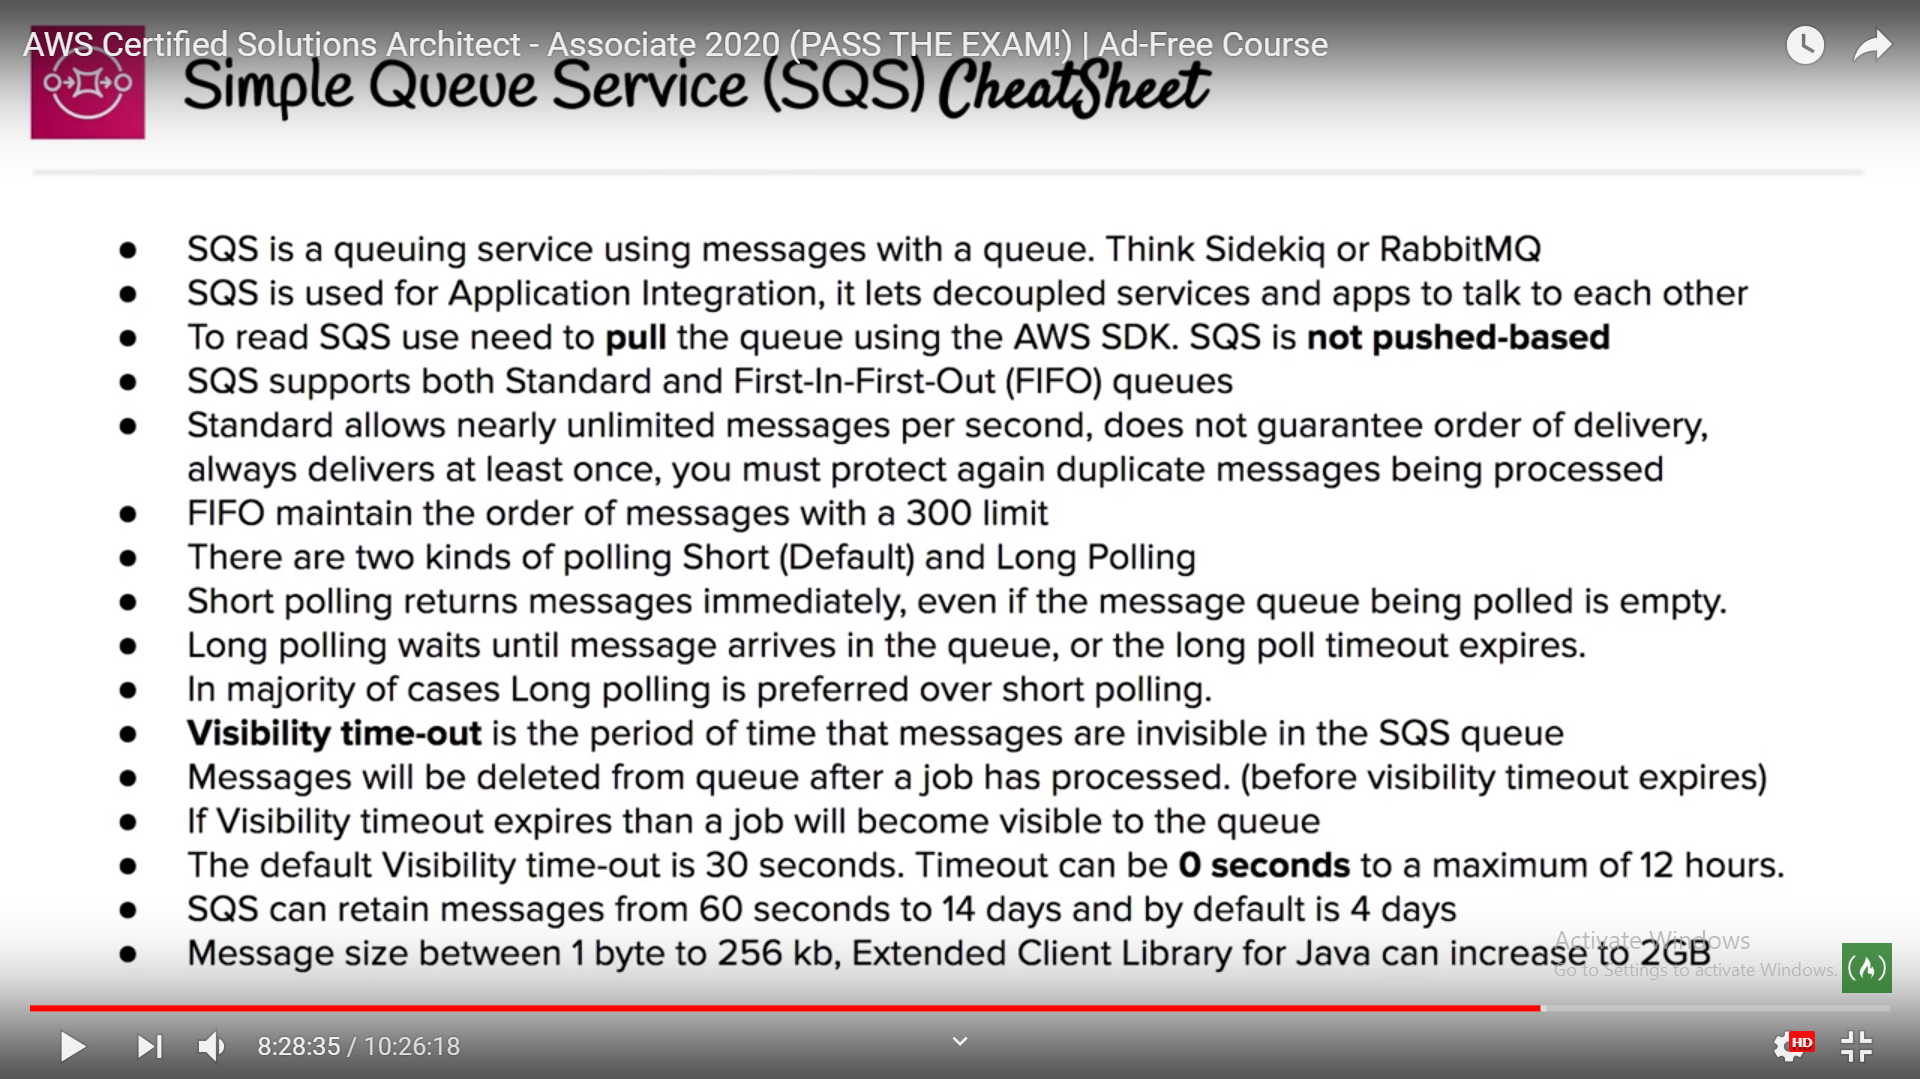 AWS Certified Solutions Architect - Associate 2020 (PASS THE EXAM!) | Ad-Free Course
Simple Queue Service (SQS) CheatSheet
SQS is a queuing service using messages with a queue. Think Sidekiq or RabbitMQ
SQS is used for Application Integration, it lets decoupled services and apps to talk to each other
To read SQS use need to pull the queue using the AWS SDK. SQS is not pushed-based
SQS supports both Standard and First-In-First-Out (FIFO) queues
Standard allows nearly unlimited messages per second, does not guarantee order of delivery,
always delivers at least once, you must protect again duplicate messages being processed
FIFO maintain the order of messages with a 300 limit
There are two kinds of polling Short (Default) and Long Polling
Short polling returns messages immediately, even if the message queue being polled is empty.
Long polling waits until message arrives in the queue, or the long poll timeout expires.
In majority of cases Long polling is preferred over short polling.
Visibility time-out is the period of time that messages are invisible in the SQS queue
Messages will be deleted from queue after a job has processed. (before visibility timeout expires)
If Visibility timeout expires than a job will become visible to the queue
The default Visibility time-out is 30 seconds. Timeout can be 0 seconds to a maximum of 12 hours.
SQS can retain messages from 60 seconds to 14 days and by default is 4 days
Message size between 1 byte to 256 kb, Extended Client Library for Java can increase to 2GB
Activate Windows
Go to Settings to activate Windows.
8:28:35 / 10:26:18
HD